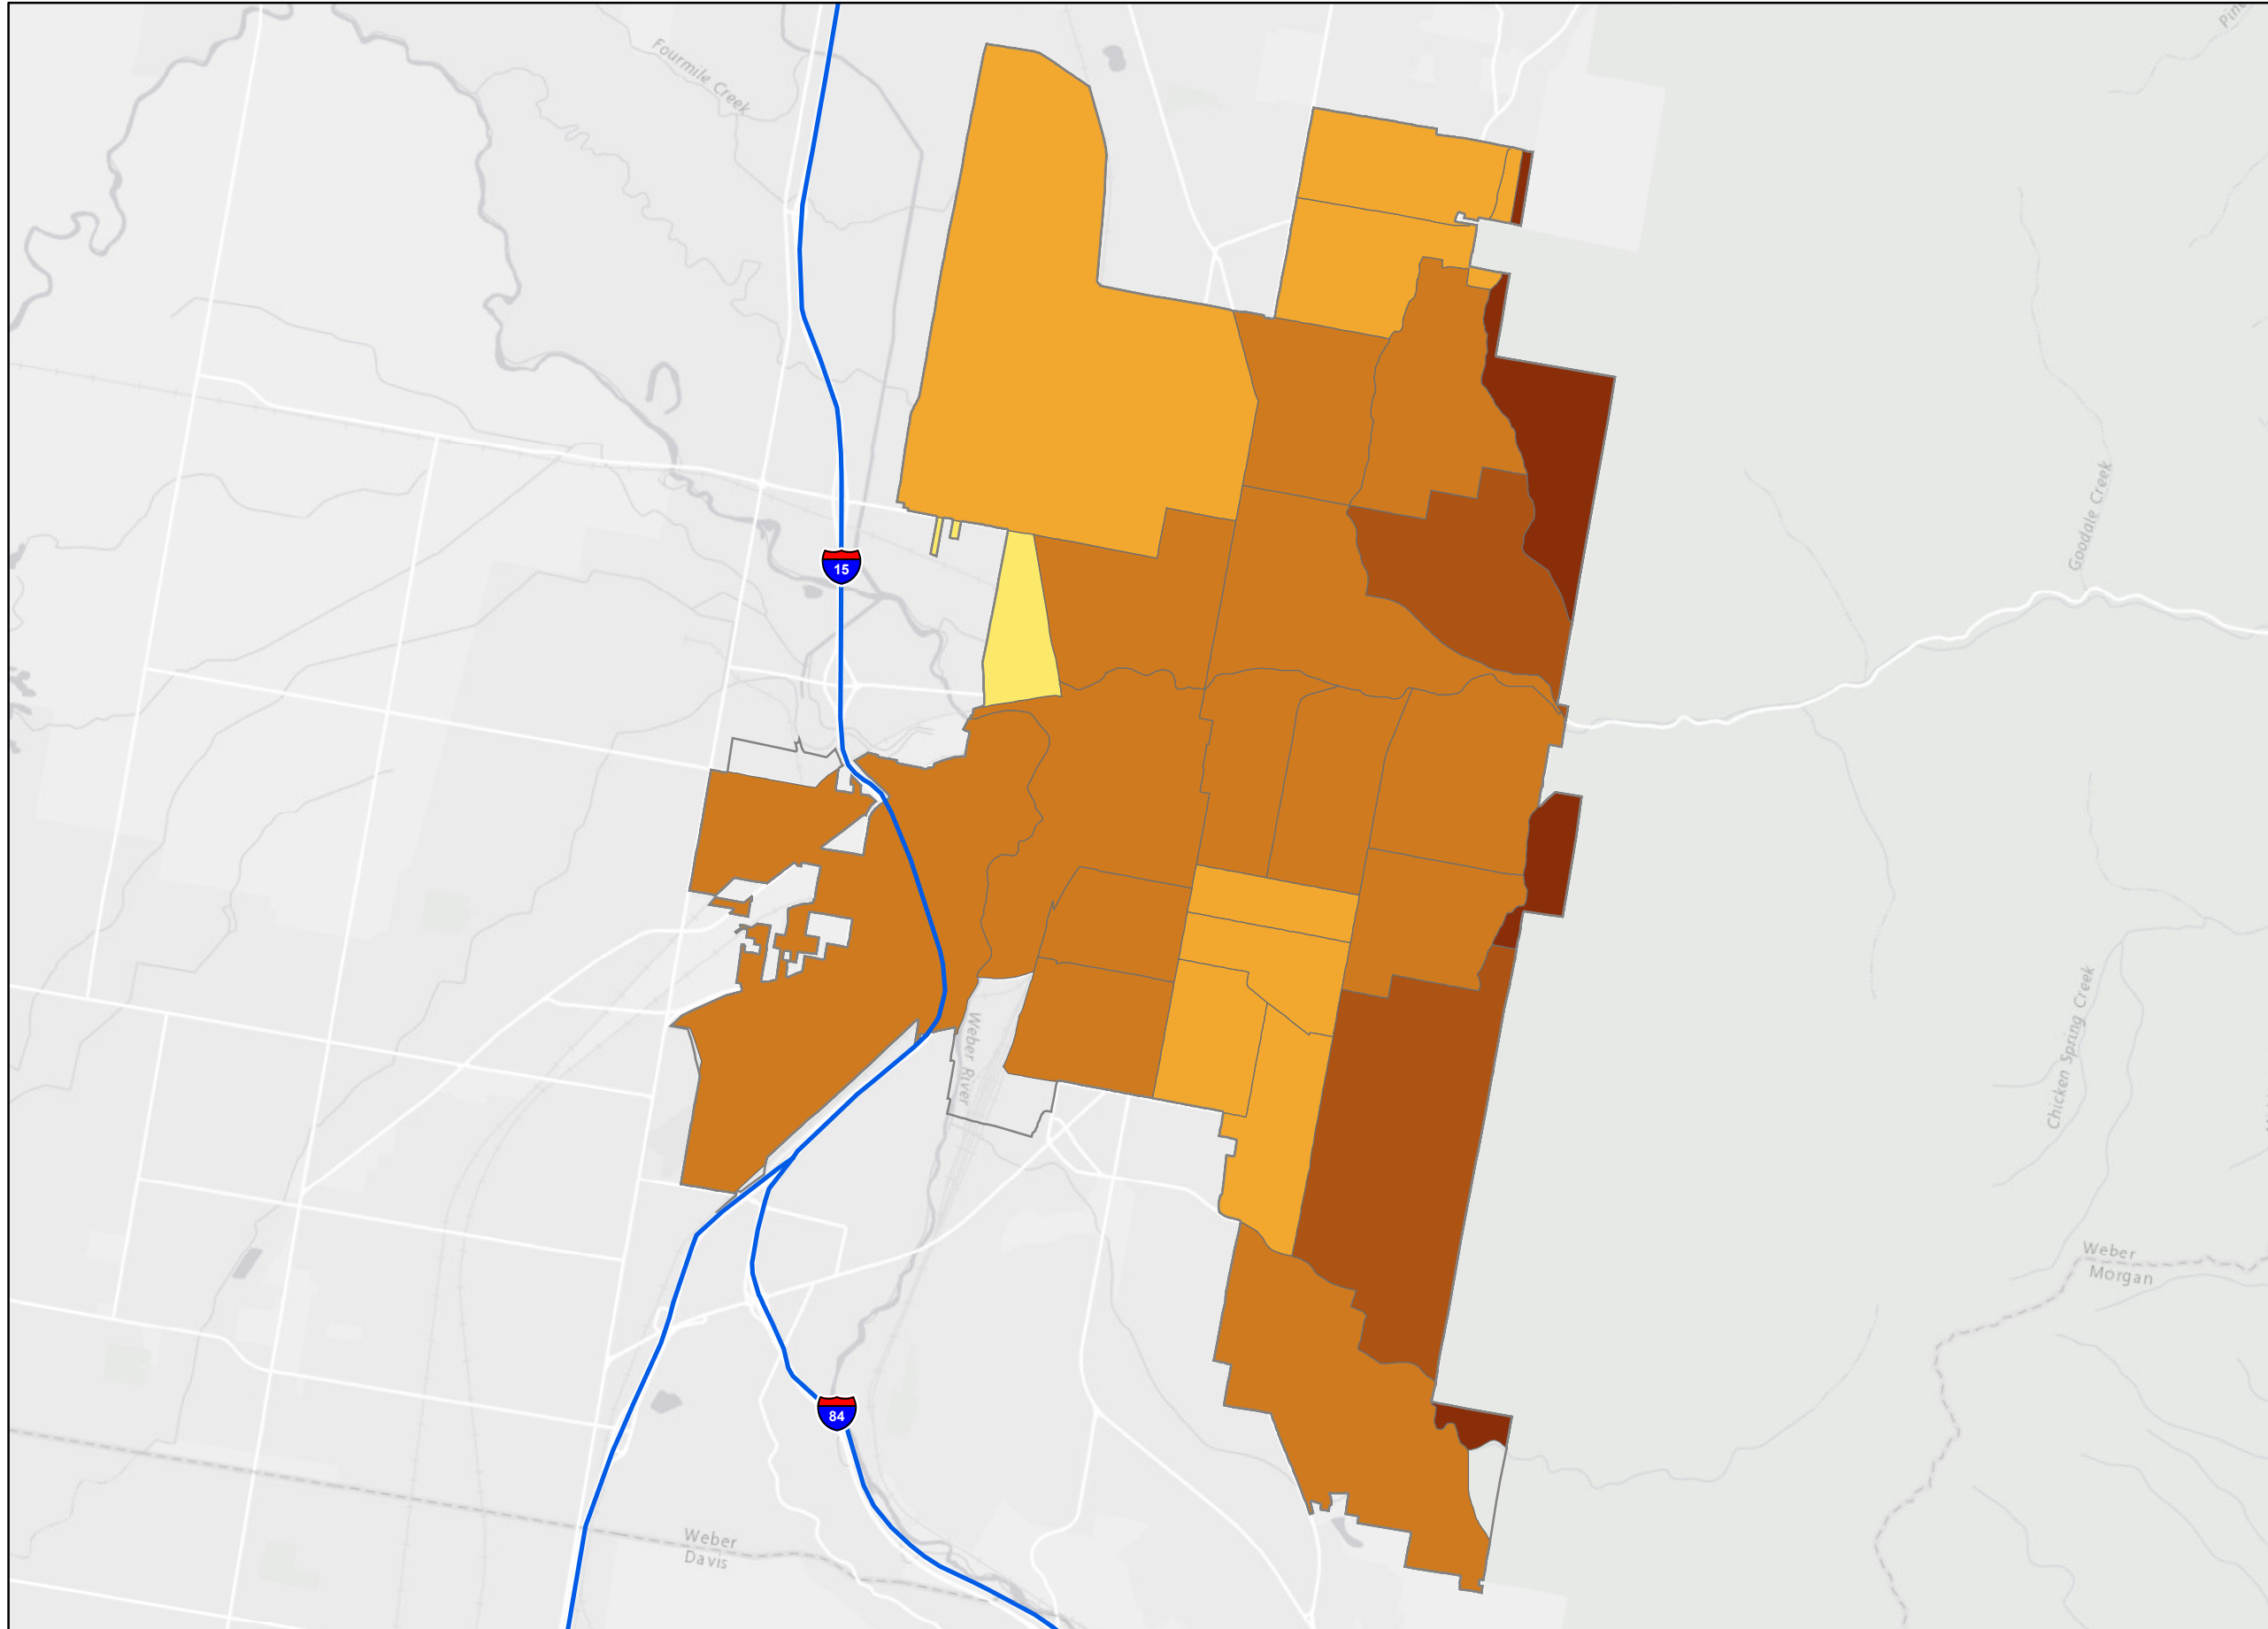 Fourmile Creek
15
Goodale Creek
Weber River
Chicken Spring Creek
Weber
Morgan
84
Weber
Davis